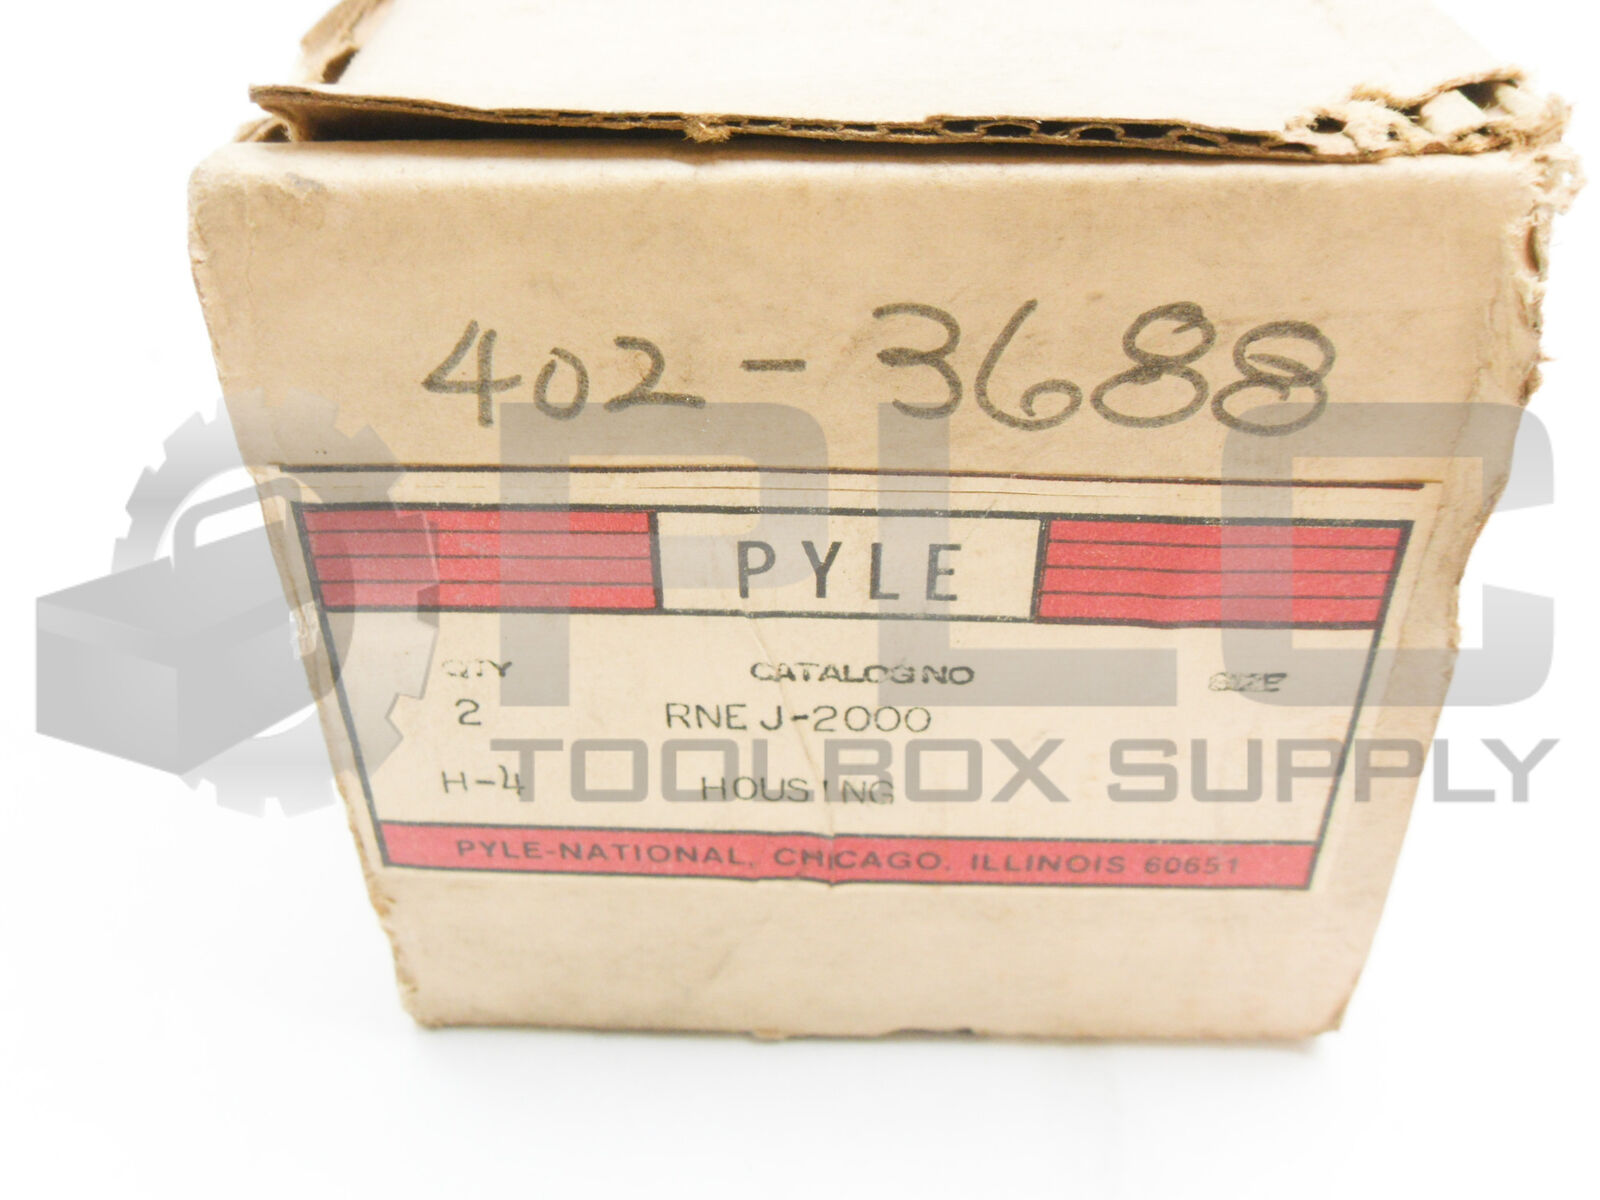 402-3688
PYLE
QTY CATALOG NO SIZE
2 RNEJ-2000
H-4 HOUSING
PYLE-NATIONAL, CHICAGO, ILLINOIS 60651
PLC
TOOLBOX SUPPLY